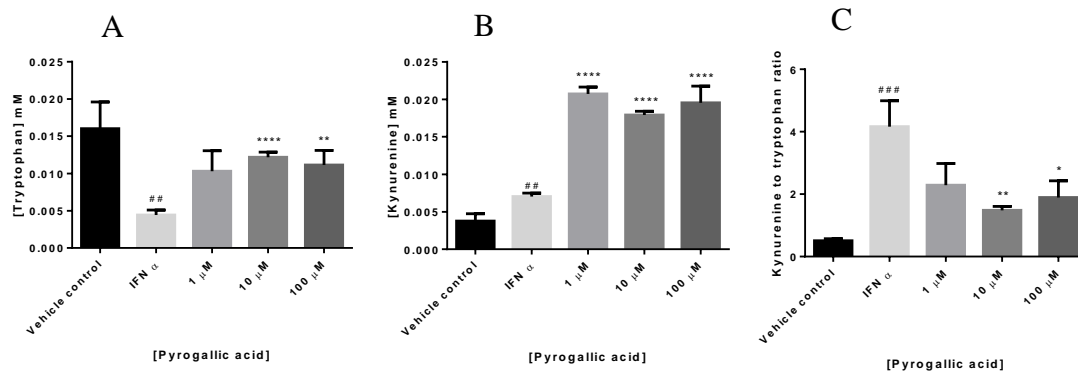 A
[Tryptophan] mM
0.025
0.020
0.015
0.010
0.005
0.000
##
****
**
Vehicle control
IFN α
1 μM
10 μM
100 μM
[Pyrogallic acid]
B
[Kynurenine] mM
0.025
0.020
0.015
0.010
0.005
0.000
##
****
****
****
Vehicle control
IFN α
1 μM
10 μM
100 μM
[Pyrogallic acid]
C
Kynurenine to tryptophan ratio
6
4
2
0
###
**
*
Vehicle control
IFN α
1 μM
10 μM
100 μM
[Pyrogallic acid]